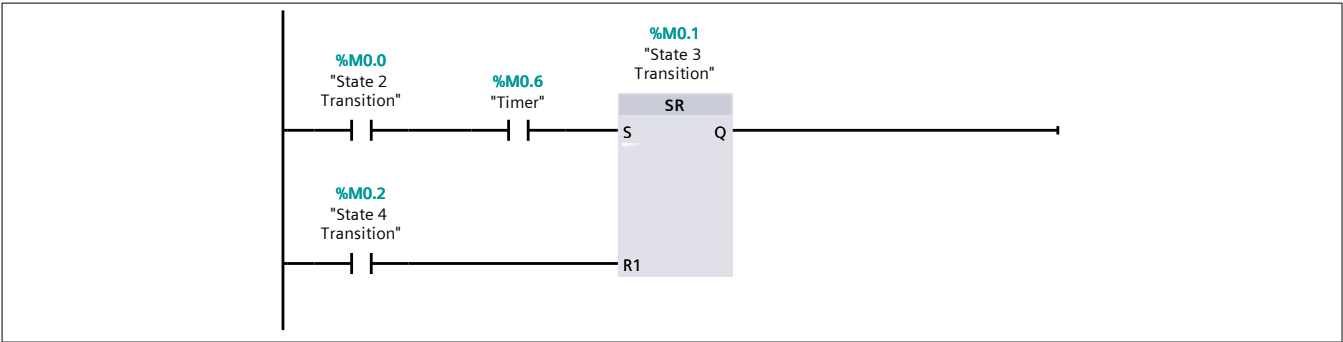 %M0.0
"State 2
Transition"
%M0.6
"Timer"
%M0.1
"State 3
Transition"
SR
S
Q
%M0.2
"State 4
Transition"
R1